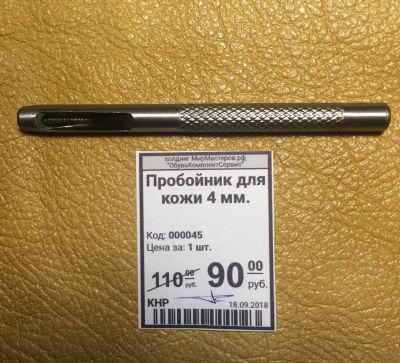 холдинг МирМастеров.рф
"ОбувьКомплектСервис"
Пробойник для
кожи 4 мм.
Код: 000045
Цена за: 1 шт.
110 00 руб. 90 00 руб.
КНР 18.09.2018